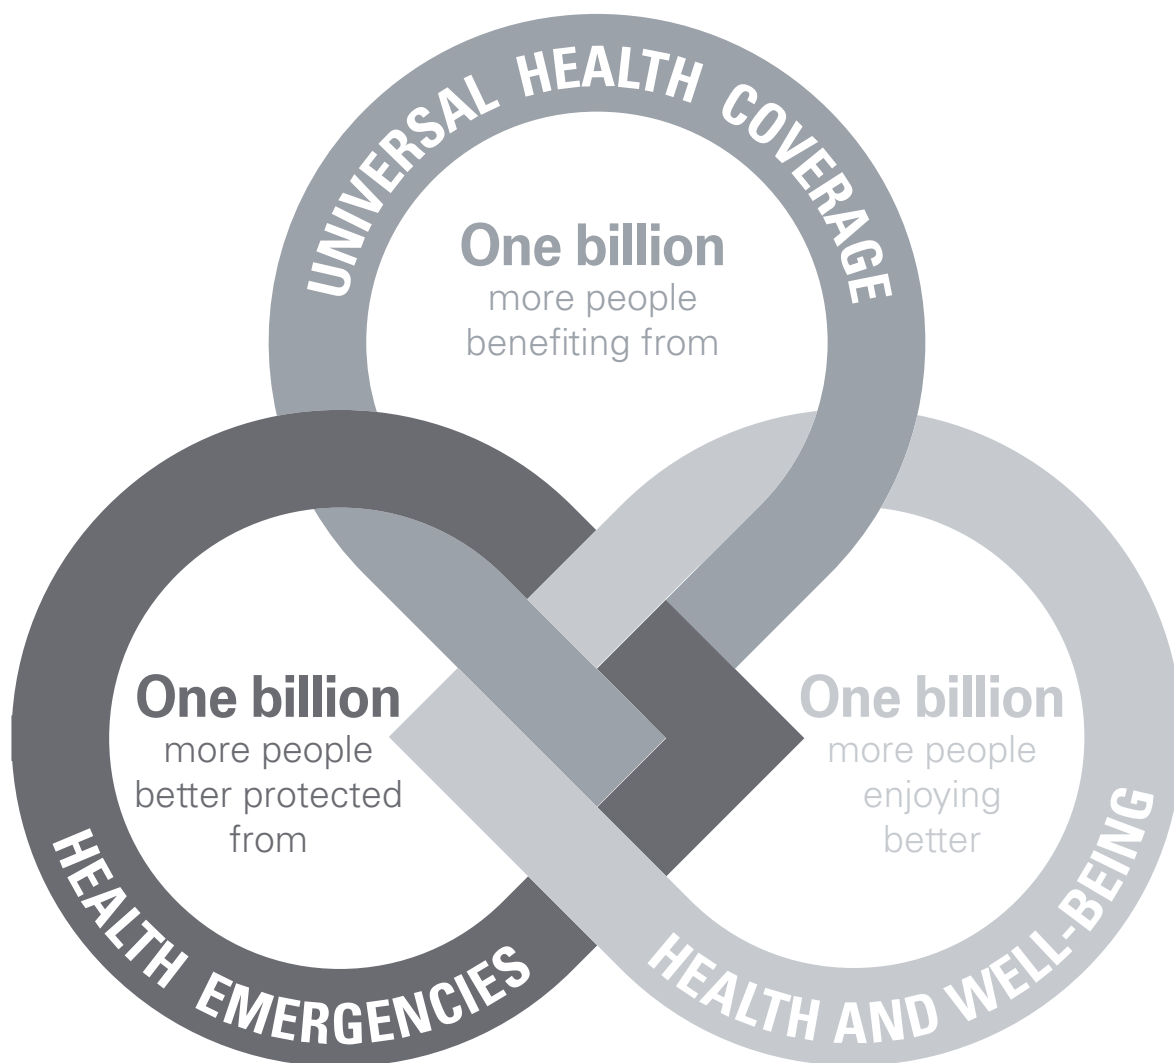 UNIVERSAL HEALTH COVERAGE
One billion
more people
benefiting from
One billion
more people
better protected
from
HEALTH EMERGENCIES
One billion
more people
enjoying
better
HEALTH AND WELL-BEING